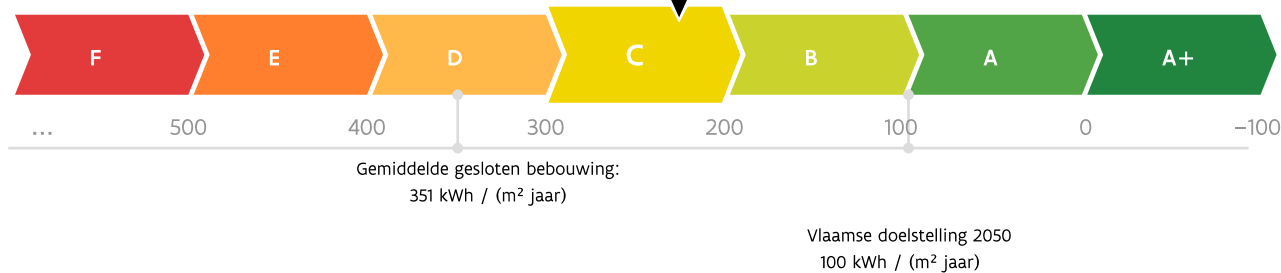 F E D C B A A+
... 500 400 300 200 100 0 –100
Gemiddelde gesloten bebouwing:
351 kWh / (m² jaar)
Vlaamse doelstelling 2050
100 kWh / (m² jaar)